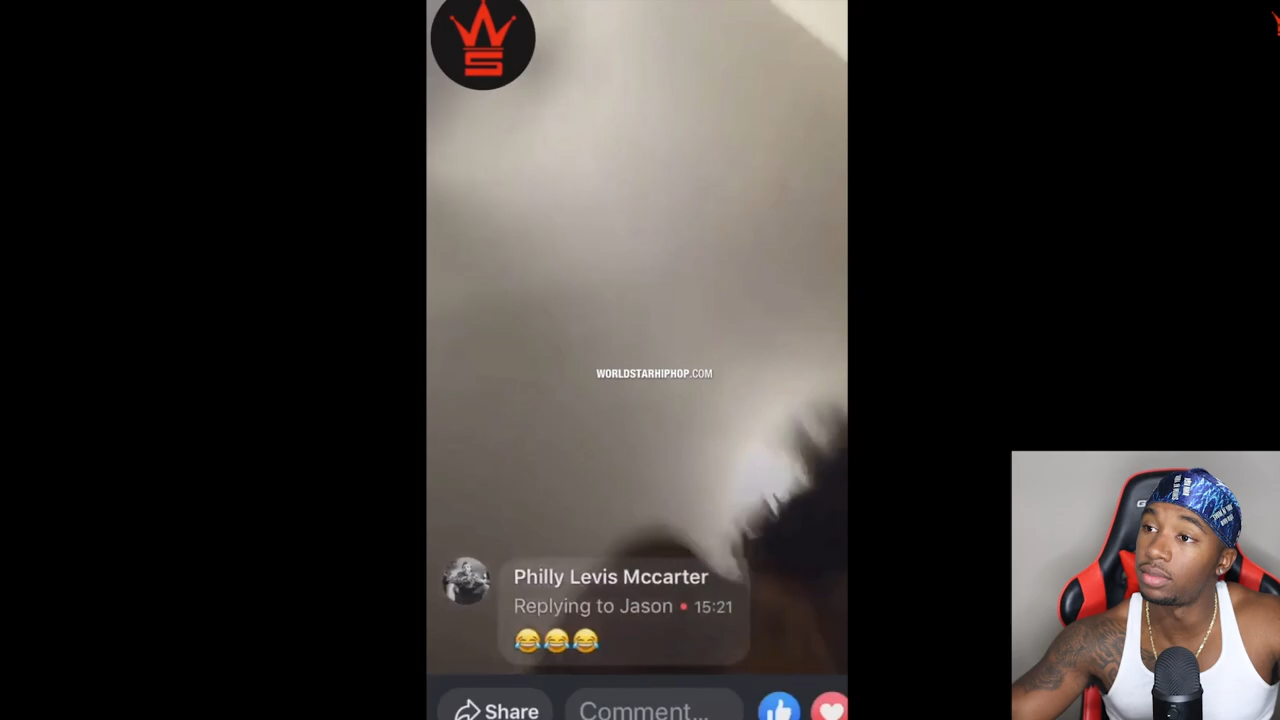 WORLDSTARHIPHOP.COM
Philly Levis Mccarter
Replying to Jason • 15:21
😂😂😂
Share
Comment...